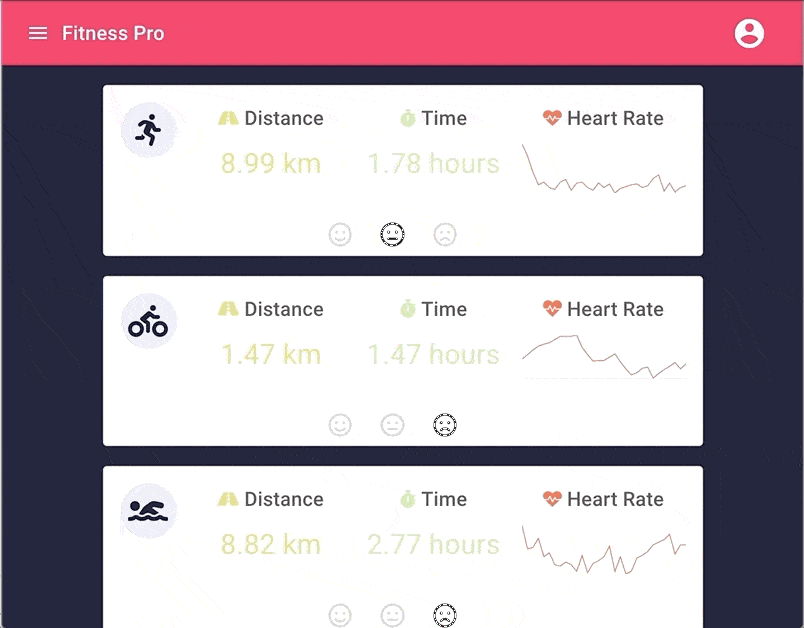 Fitness Pro
Distance Time Heart Rate
8.99 km 1.78 hours
Distance Time Heart Rate
1.47 km 1.47 hours
Distance Time Heart Rate
8.82 km 2.77 hours